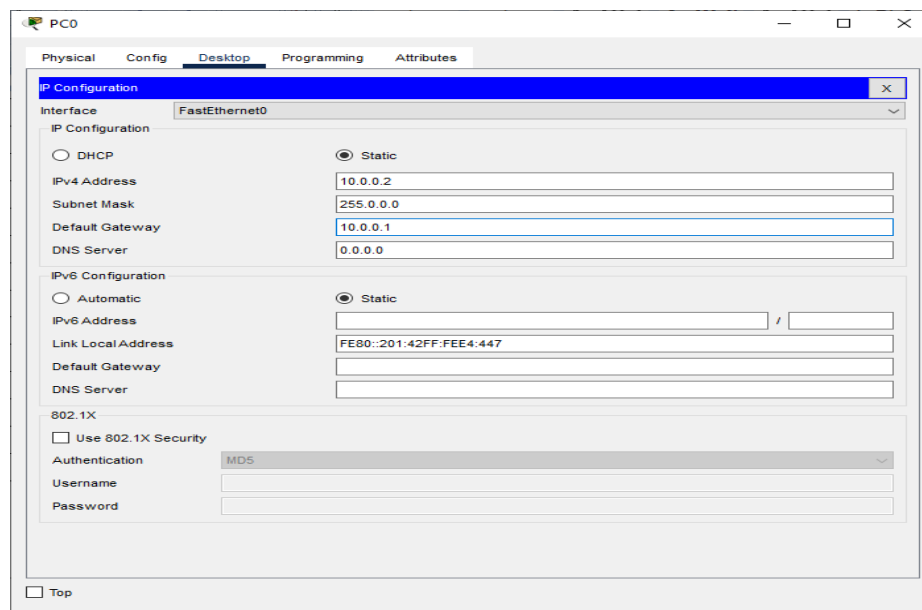 PC0
Physical Config Desktop Programming Attributes
IP Configuration X
Interface FastEthernet0
IP Configuration
DHCP Static
IPv4 Address 10.0.0.2
Subnet Mask 255.0.0.0
Default Gateway 10.0.0.1
DNS Server 0.0.0.0
IPv6 Configuration
Automatic Static
IPv6 Address /
Link Local Address FE80::201:42FF:FEE4:447
Default Gateway
DNS Server
802.1X
Use 802.1X Security
Authentication MD5
Username
Password
Top